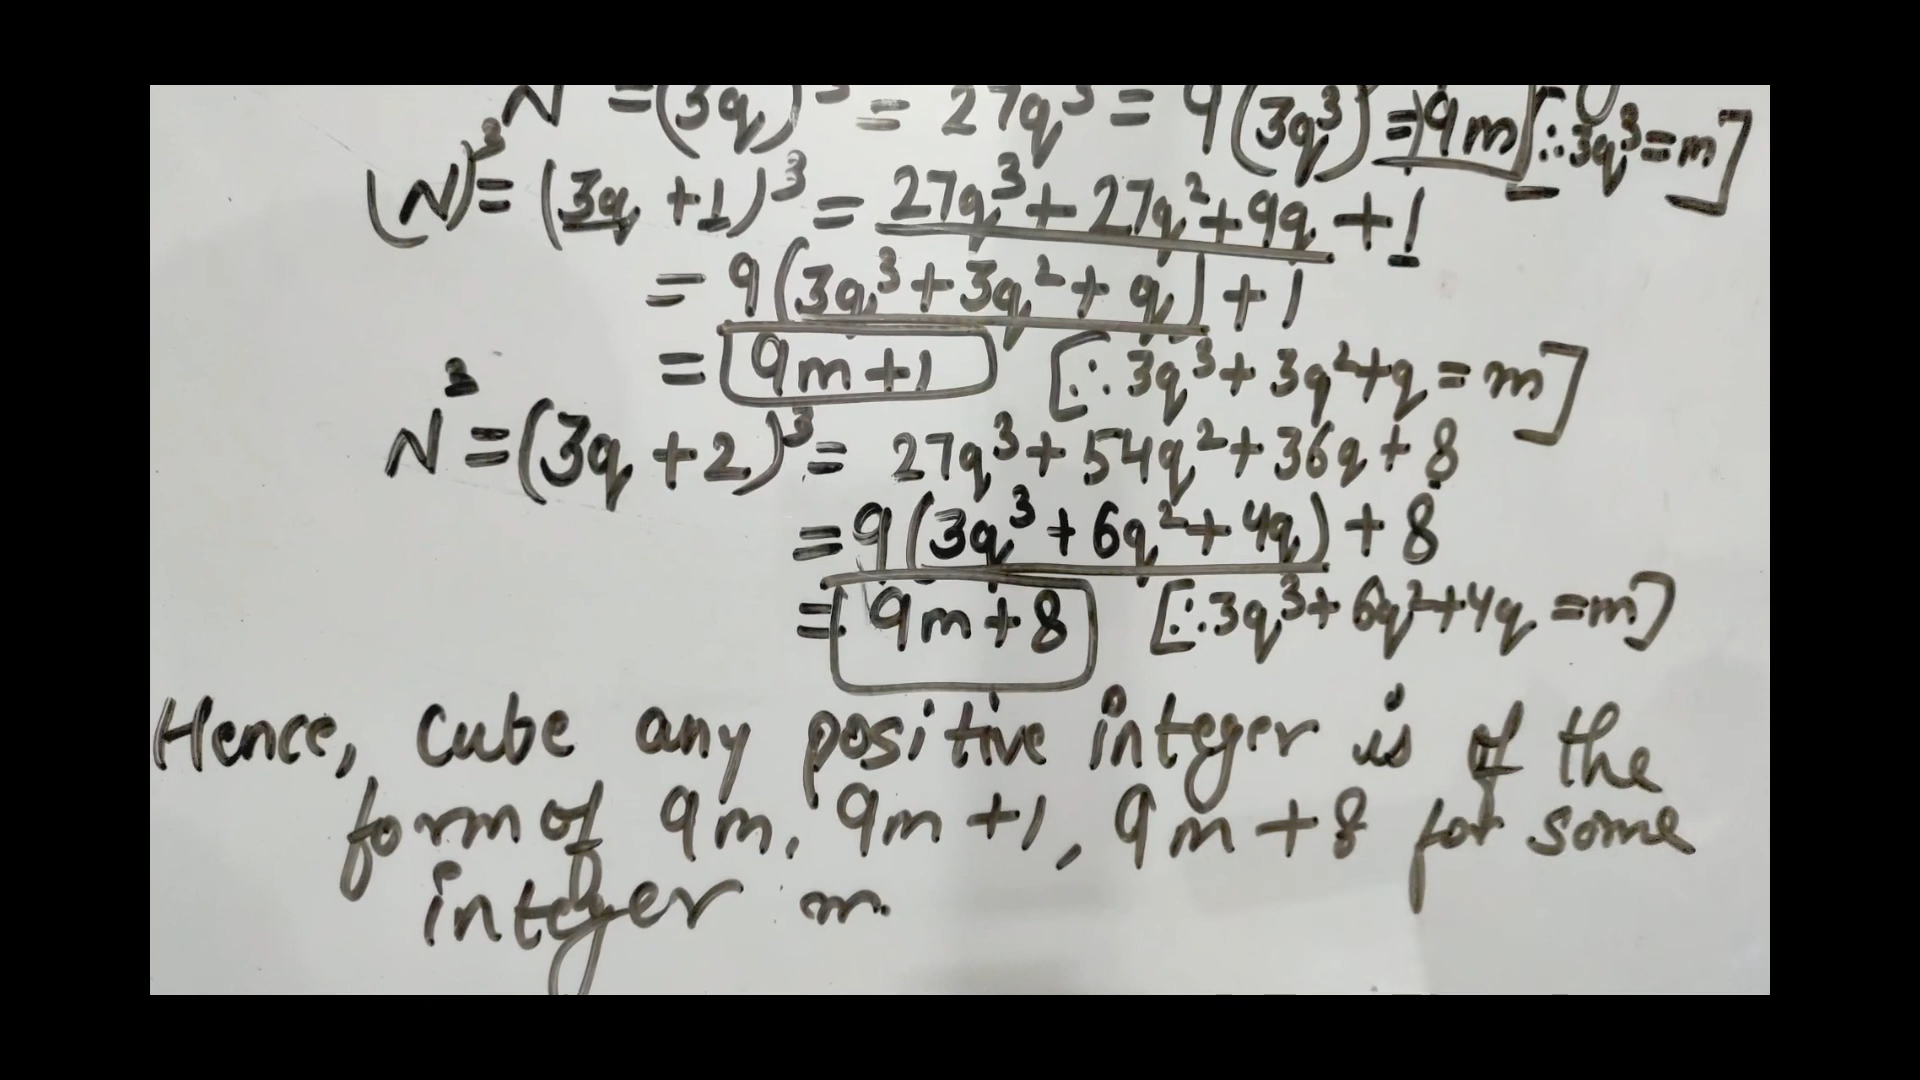 N³ = (3q)³ = 27q³ = 9(3q³) = 9m [∵3q³ = m]
(N)³ = (3q + 1)³ = 27q³ + 27q² + 9q + 1
= 9(3q³ + 3q² + q) + 1
= 9m + 1 [∵3q³ + 3q² + q = m]
N³ = (3q + 2)³ = 27q³ + 54q² + 36q + 8
= 9(3q³ + 6q² + 4q) + 8
= 9m + 8 [∵3q³ + 6q² + 4q = m]
Hence, cube any positive integer is of the
form of 9m, 9m + 1, 9m + 8 for some
integer m.